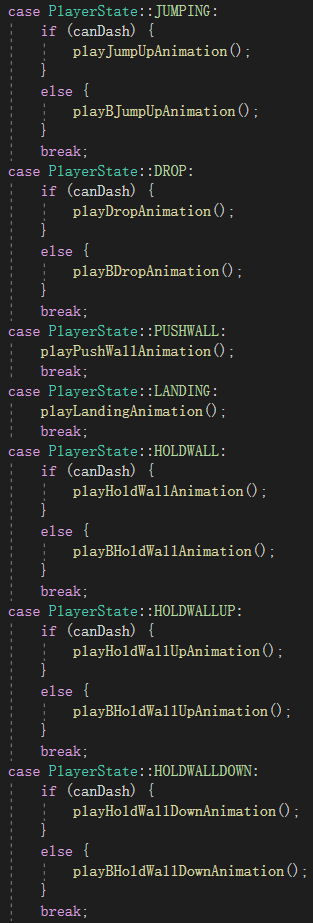 case PlayerState::JUMPING:
    if (canDash) {
        playJumpUpAnimation();
    }
    else {
        playBJumpUpAnimation();
    }
    break;
case PlayerState::DROP:
    if (canDash) {
        playDropAnimation();
    }
    else {
        playBDropAnimation();
    }
    break;
case PlayerState::PUSHWALL:
    playPushWallAnimation();
    break;
case PlayerState::LANDING:
    playLandingAnimation();
    break;
case PlayerState::HOLDWALL:
    if (canDash) {
        playHoldWallAnimation();
    }
    else {
        playBHoldWallAnimation();
    }
    break;
case PlayerState::HOLDWALLUP:
    if (canDash) {
        playHoldWallUpAnimation();
    }
    else {
        playBHoldWallUpAnimation();
    }
    break;
case PlayerState::HOLDWALLDOWN:
    if (canDash) {
        playHoldWallDownAnimation();
    }
    else {
        playBHoldWallDownAnimation();
    }
    break;